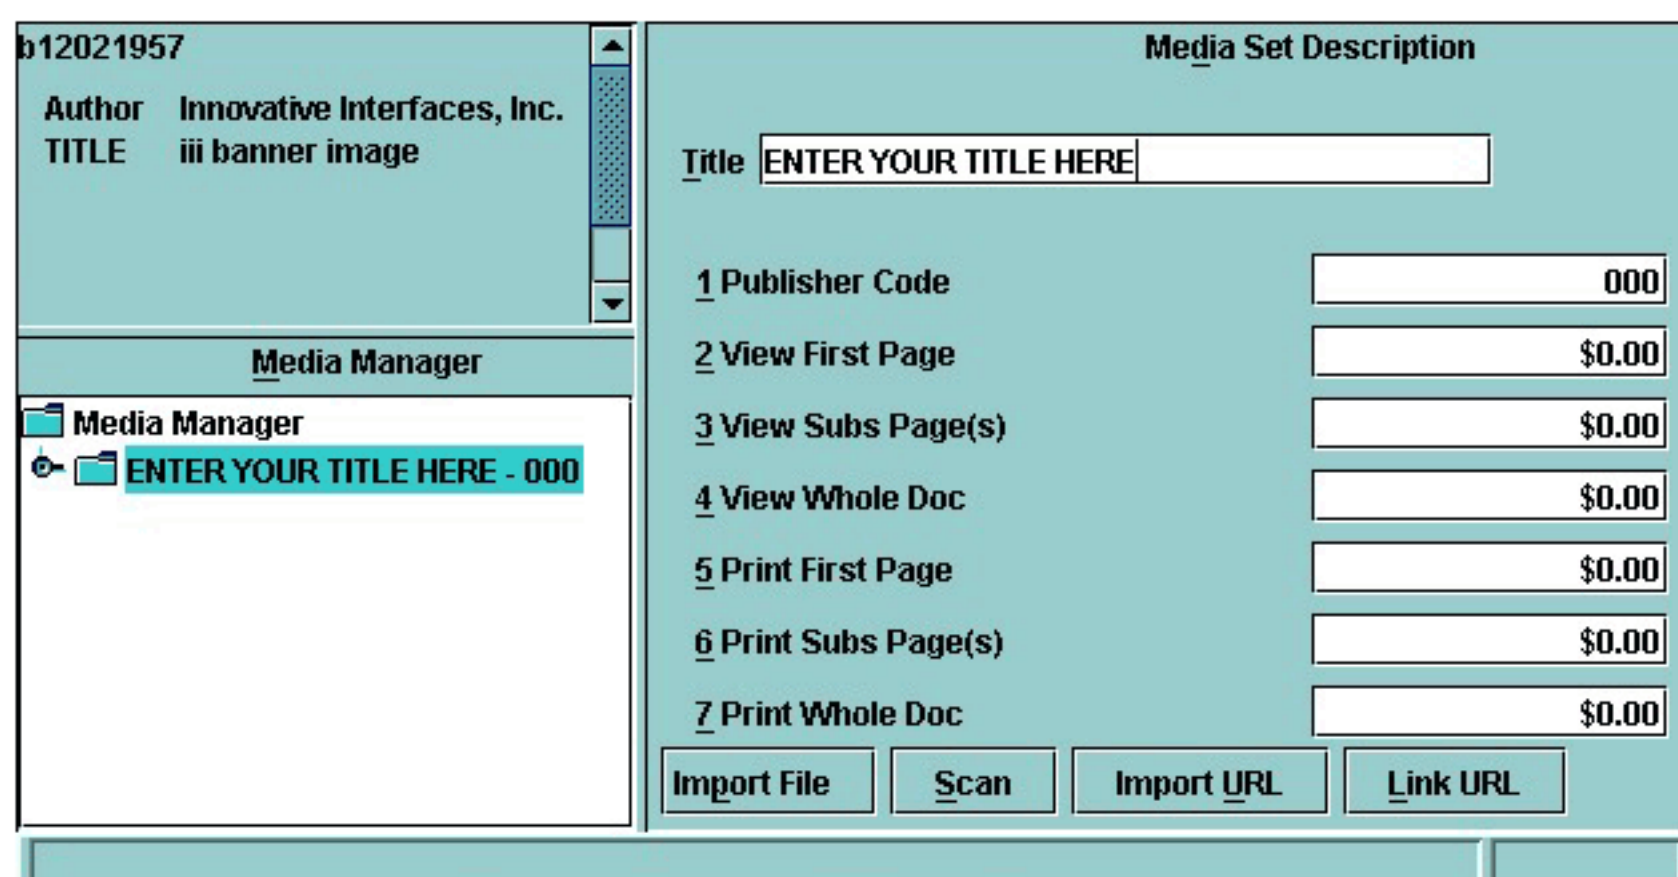 b12021957
Author Innovative Interfaces, Inc.
TITLE iii banner image
Media Manager
Media Manager
ENTER YOUR TITLE HERE - 000
Media Set Description
Title ENTER YOUR TITLE HERE
1 Publisher Code 000
2 View First Page $0.00
3 View Subs Page(s) $0.00
4 View Whole Doc $0.00
5 Print First Page $0.00
6 Print Subs Page(s) $0.00
7 Print Whole Doc $0.00
Import File Scan Import URL Link URL